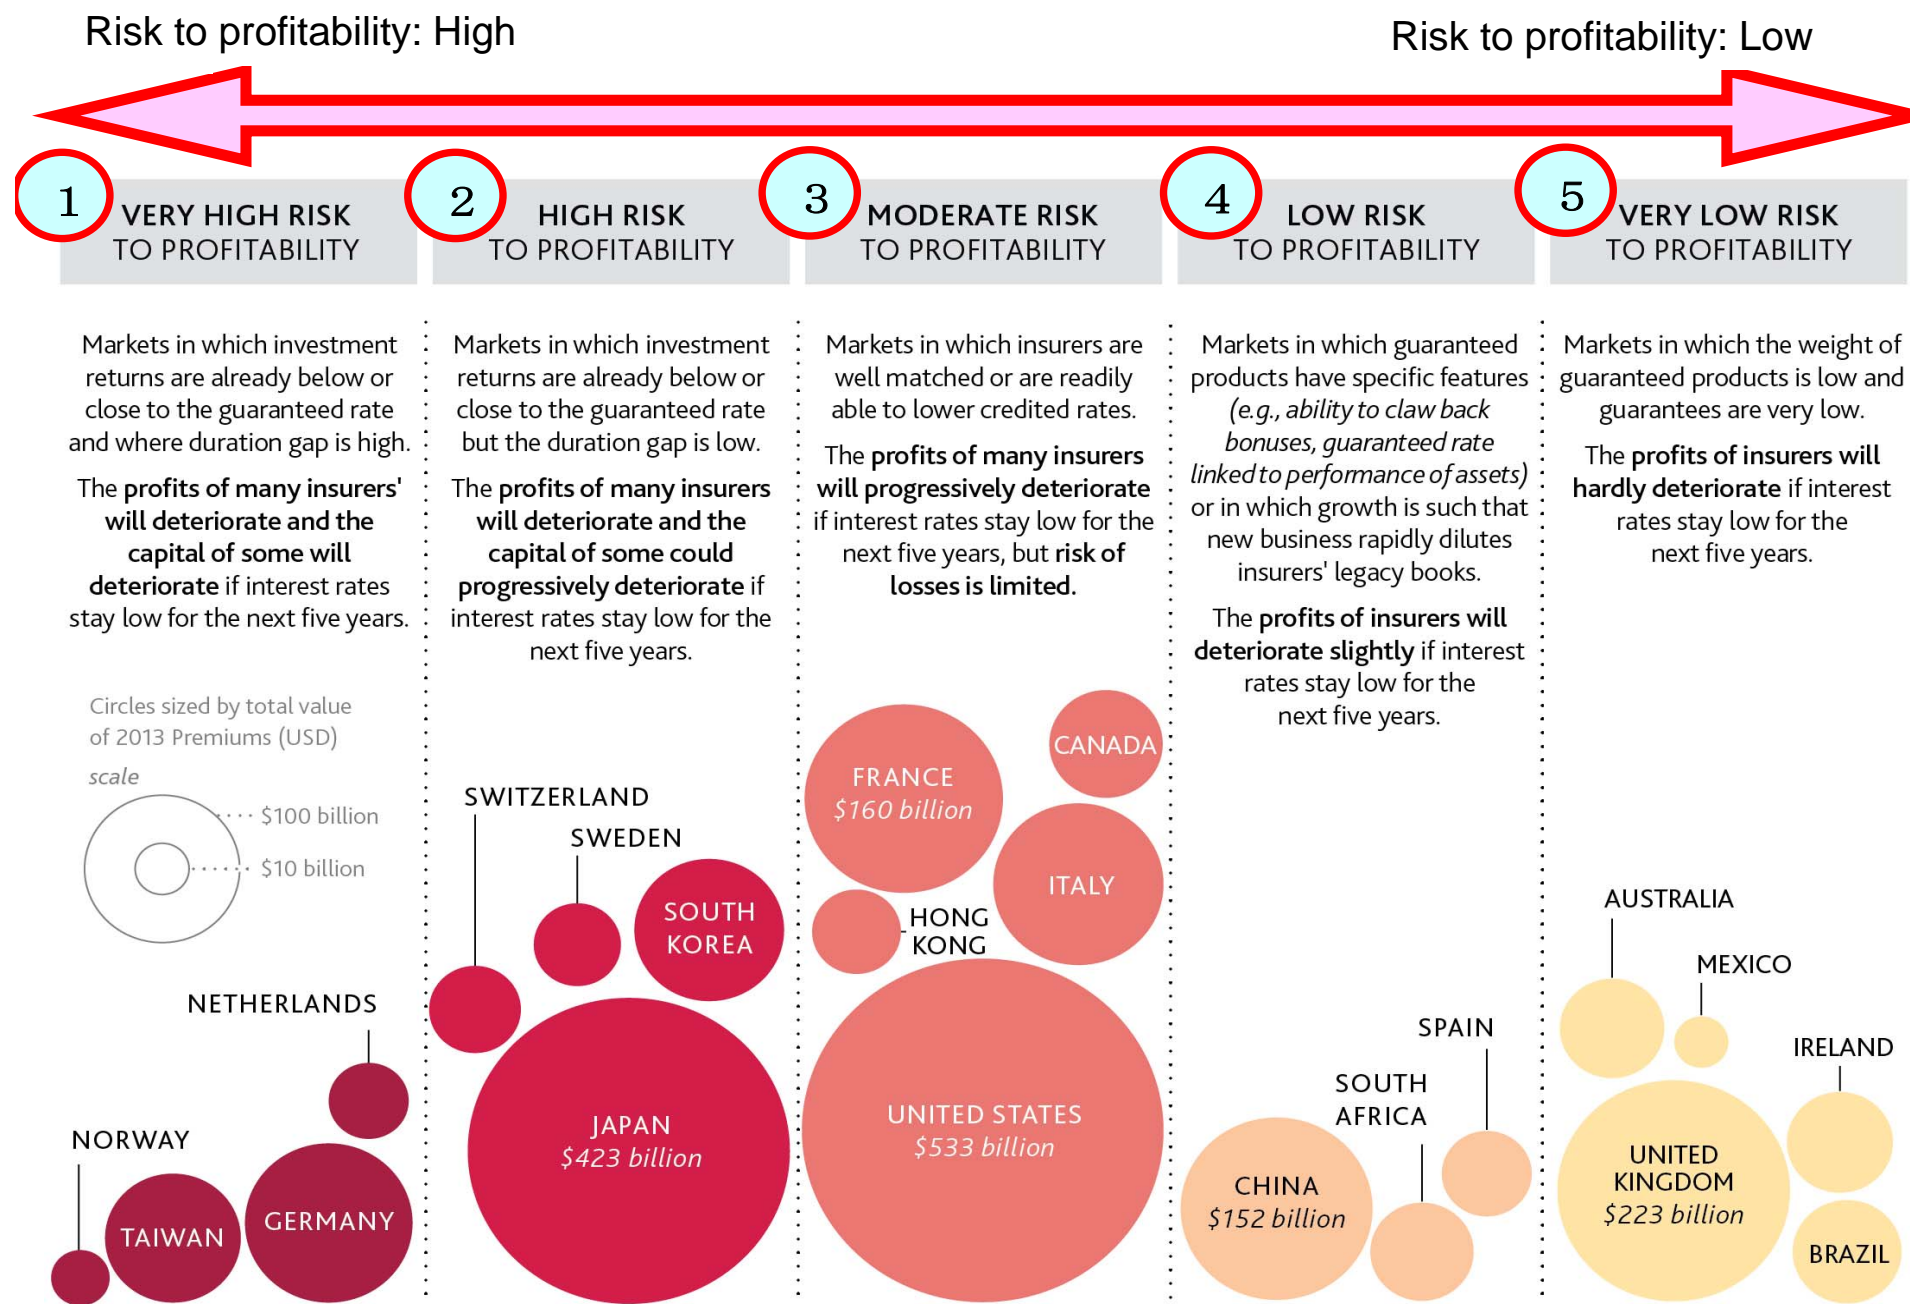 Risk to profitability: High
Risk to profitability: Low
1
VERY HIGH RISK
TO PROFITABILITY
Markets in which investment
returns are already below or
close to the guaranteed rate
and where duration gap is high.
The profits of many insurers'
will deteriorate and the
capital of some will
deteriorate if interest rates
stay low for the next five years.
Circles sized by total value
of 2013 Premiums (USD)
scale
$100 billion
$10 billion
NETHERLANDS
NORWAY
TAIWAN
GERMANY
2
HIGH RISK
TO PROFITABILITY
Markets in which investment
returns are already below or
close to the guaranteed rate
but the duration gap is low.
The profits of many insurers
will deteriorate and the
capital of some could
progressively deteriorate if
interest rates stay low for the
next five years.
SWITZERLAND
SWEDEN
SOUTH
KOREA
JAPAN
$423 billion
3
MODERATE RISK
TO PROFITABILITY
Markets in which insurers are
well matched or are readily
able to lower credited rates.
The profits of many insurers
will progressively deteriorate
if interest rates stay low for the
next five years, but risk of
losses is limited.
CANADA
FRANCE
$160 billion
ITALY
HONG
KONG
UNITED STATES
$533 billion
4
LOW RISK
TO PROFITABILITY
Markets in which guaranteed
products have specific features
(e.g., ability to claw back
bonuses, guaranteed rate
linked to performance of assets)
or in which growth is such that
new business rapidly dilutes
insurers' legacy books.
The profits of insurers will
deteriorate slightly if interest
rates stay low for the
next five years.
SPAIN
SOUTH
AFRICA
CHINA
$152 billion
5
VERY LOW RISK
TO PROFITABILITY
Markets in which the weight of
guaranteed products is low and
guarantees are very low.
The profits of insurers will
hardly deteriorate if interest
rates stay low for the
next five years.
AUSTRALIA
MEXICO
IRELAND
UNITED
KINGDOM
$223 billion
BRAZIL